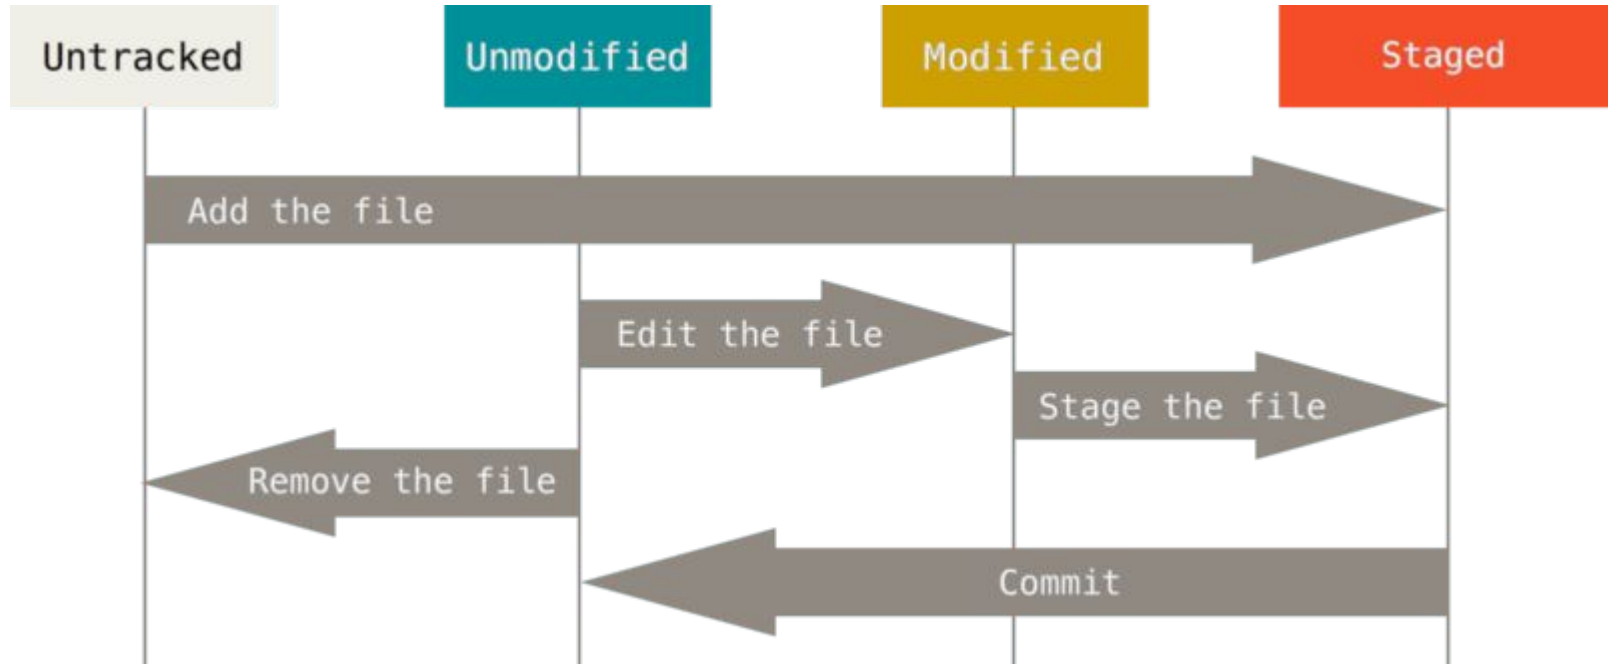 Untracked
Unmodified
Modified
Staged
Add the file
Edit the file
Stage the file
Remove the file
Commit